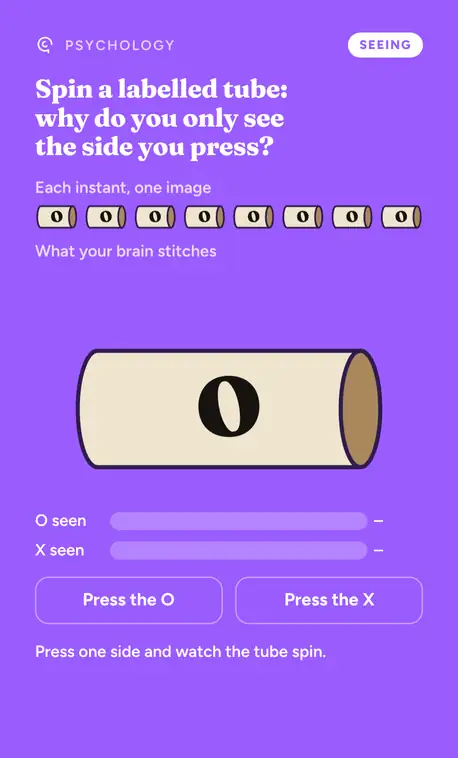 PSYCHOLOGY
SEEING
Spin a labelled tube:
why do you only see
the side you press?
Each instant, one image
O O O O O O O O
What your brain stitches
O
O seen –
X seen –
Press the O
Press the X
Press one side and watch the tube spin.